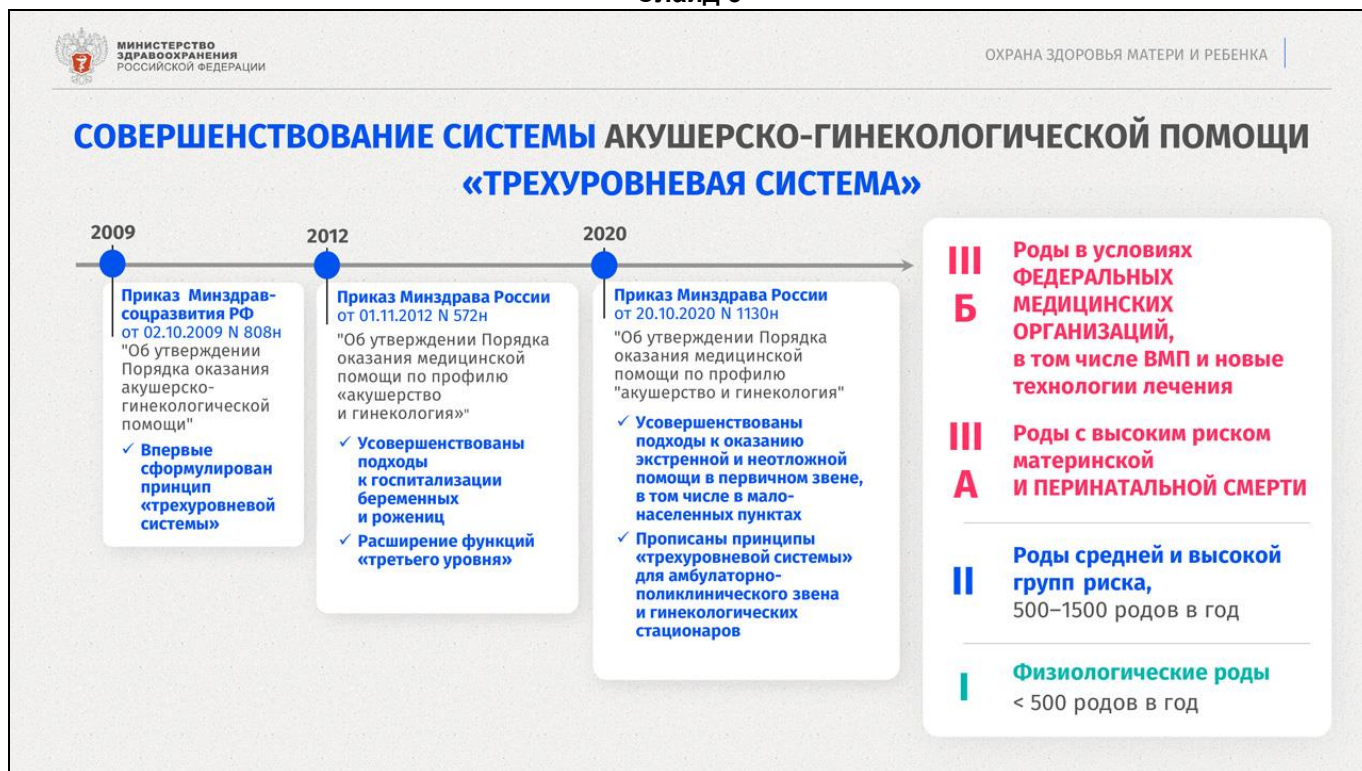 МИНИСТЕРСТВО
ЗДРАВООХРАНЕНИЯ
РОССИЙСКОЙ ФЕДЕРАЦИИ
ОХРАНА ЗДОРОВЬЯ МАТЕРИ И РЕБЕНКА
СОВЕРШЕНСТВОВАНИЕ СИСТЕМЫ АКУШЕРСКО-ГИНЕКОЛОГИЧЕСКОЙ ПОМОЩИ
«ТРЕХУРОВНЕВАЯ СИСТЕМА»
2009
Приказ Минздрав-
соцразвития РФ
от 02.10.2009 N 808н
"Об утверждении
Порядка оказания
акушерско-
гинекологической
помощи"
✓ Впервые
сформулирован
принцип
«трехуровневой
системы»
2012
Приказ Минздрава России
от 01.11.2012 N 572н
"Об утверждении Порядка
оказания медицинской
помощи по профилю
«акушерство
и гинекология»"
✓ Усовершенствованы
подходы
к госпитализации
беременных
и рожениц
✓ Расширение функций
«третьего уровня»
2020
Приказ Минздрава России
от 20.10.2020 N 1130н
"Об утверждении Порядка
оказания медицинской
помощи по профилю
"акушерство и гинекология"
✓ Усовершенствованы
подходы к оказанию
экстренной и неотложной
помощи в первичном звене,
в том числе в мало-
населенных пунктах
✓ Прописаны принципы
«трехуровневой системы»
для амбулаторно-
поликлинического звена
и гинекологических
стационаров
III
Б
Роды в условиях
ФЕДЕРАЛЬНЫХ
МЕДИЦИНСКИХ
ОРГАНИЗАЦИЙ,
в том числе ВМП и новые
технологии лечения
III
А
Роды с высоким риском
материнской
И ПЕРИНАТАЛЬНОЙ СМЕРТИ
II
Роды средней и высокой
групп риска,
500–1500 родов в год
I
Физиологические роды
< 500 родов в год